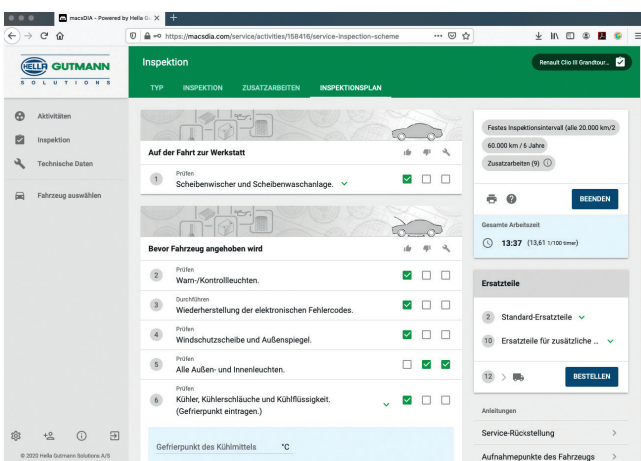 macsDIA - Powered by Hella Gu
https://macsdia.com/service/activities/158416/service-inspection-scheme
HELLA GUTMANN
SOLUTIONS
Inspektion
Renault Clio III Grandtour...
TYP INSPEKTION ZUSATZARBEITEN INSPEKTIONSPLAN
Aktivitäten
Inspektion
Technische Daten
Fahrzeug auswählen
© 2020 Hella Gutmann Solutions A/S
Auf der Fahrt zur Werkstatt
1 Prüfen
Scheibenwischer und Scheibenwaschanlage.
Bevor Fahrzeug angehoben wird
2 Prüfen
Warn-/Kontrollleuchten.
3 Durchführen
Wiederherstellung der elektronischen Fehlercodes.
4 Prüfen
Windschutzscheibe und Außenspiegel.
5 Prüfen
Alle Außen- und Innenleuchten.
6 Prüfen
Kühler, Kühlerschläuche und Kühlflüssigkeit.
(Gefrierpunkt eintragen.)
Gefrierpunkt des Kühlmittels °C
Festes Inspektionsintervall (alle 20.000 km/2
60.000 km / 6 Jahre
Zusatzarbeiten (9)
BEENDEN
Gesamte Arbeitszeit
13:37 (13,61 1/100 timer)
Ersatzteile
2 Standard-Ersatzteile
10 Ersatzteile für zusätzliche ...
12 BESTELLEN
Anleitungen
Service-Rückstellung
Aufnahmepunkte des Fahrzeugs